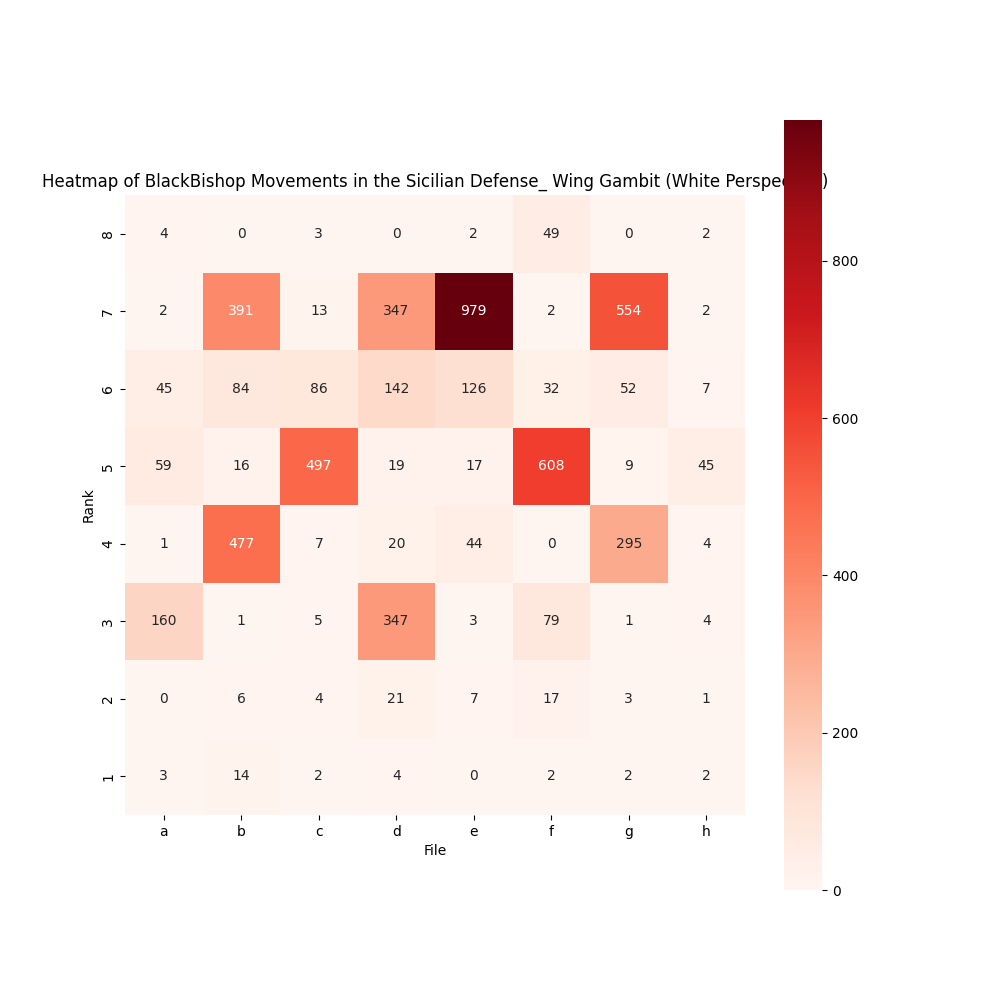 Heatmap of BlackBishop Movements in the Sicilian Defense_ Wing Gambit (White Perspec )
8 4 0 3 0 2 49 0 2
7 2 391 13 347 979 2 554 2
6 45 84 86 142 126 32 52 7
5 59 16 497 19 17 608 9 45
Rank
4 1 477 7 20 44 0 295 4
3 160 1 5 347 3 79 1 4
2 0 6 4 21 7 17 3 1
1 3 14 2 4 0 2 2 2
a b c d e f g h
File
800
600
400
200
0